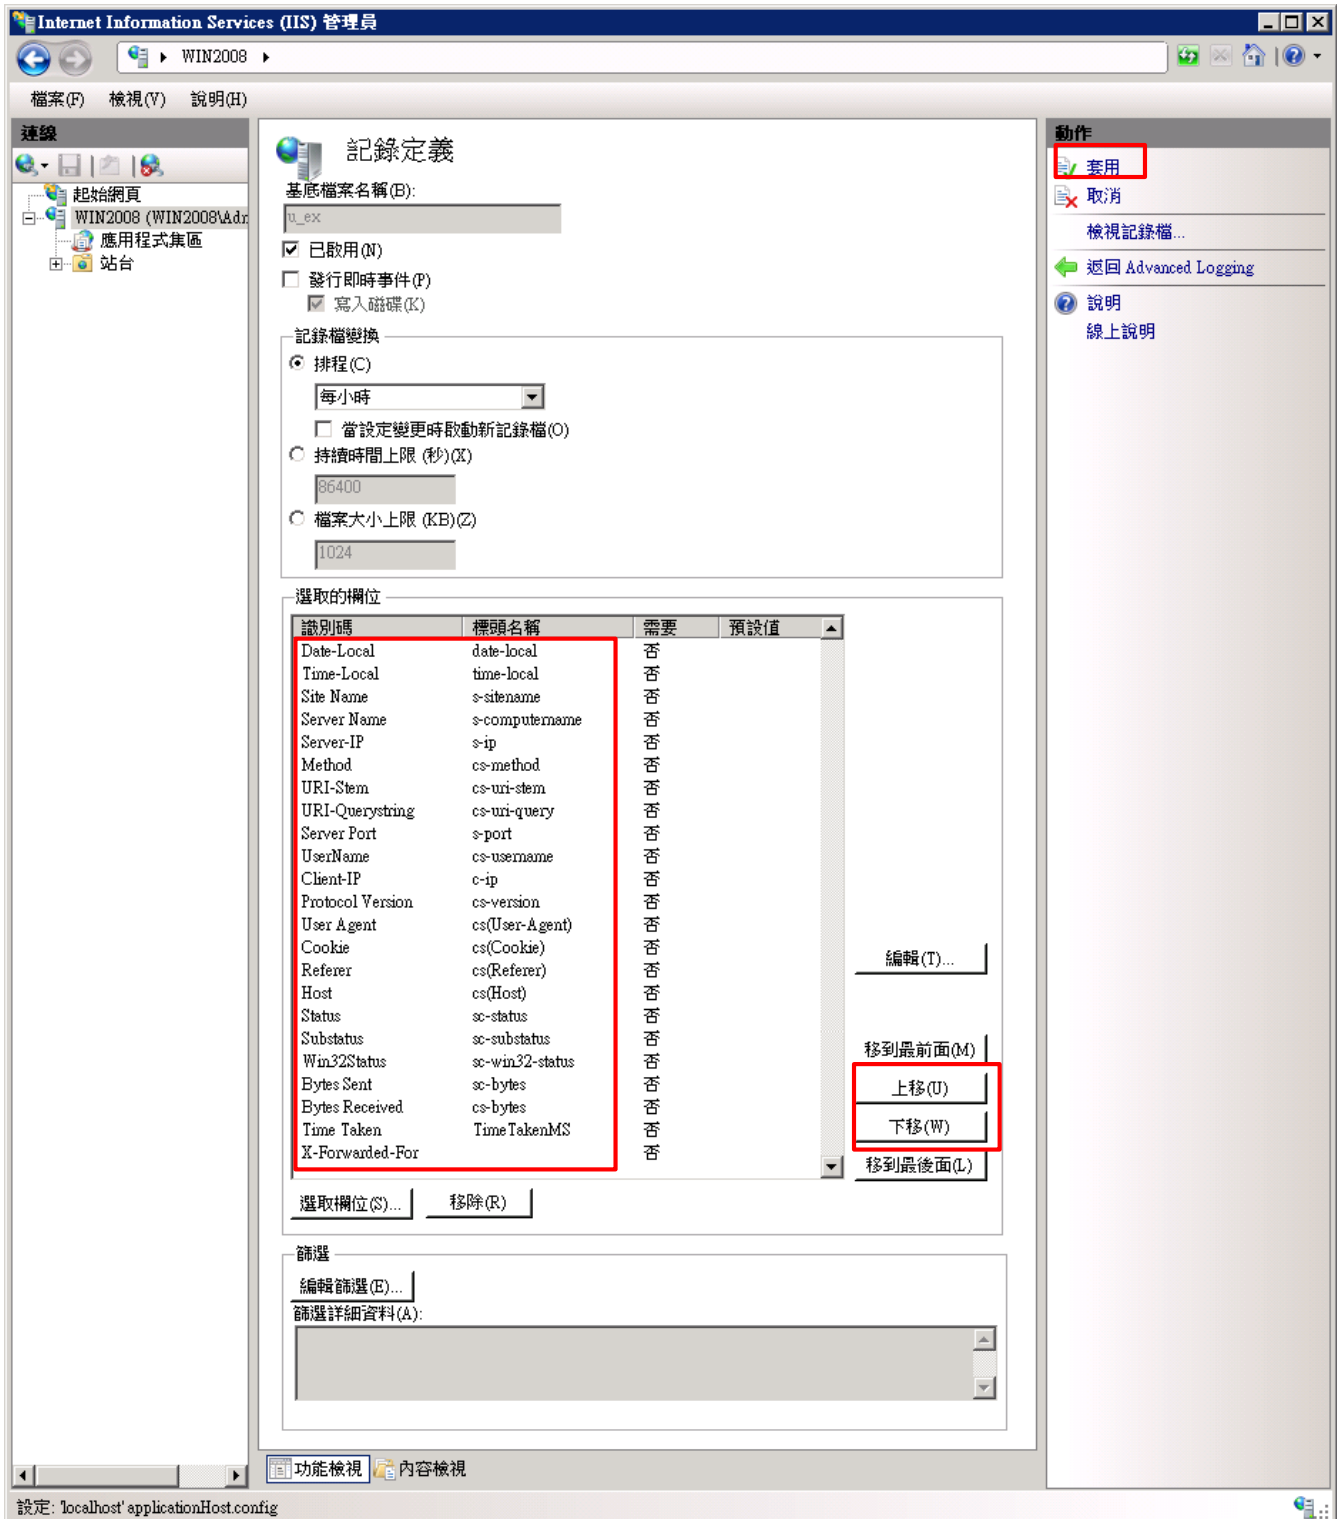 Internet Information Services (IIS) 管理員
WIN2008
檔案(F) 檢視(V) 說明(H)
連線
起始網頁
WIN2008 (WIN2008\Adr
應用程式集區
站台
記錄定義
基底檔案名稱(B):
u_ex
已啟用(N)
發行即時事件(P)
寫入磁碟(K)
記錄檔變換
排程(C)
每小時
當設定變更時啟動新記錄檔(O)
持續時間上限 (秒)(X)
86400
檔案大小上限 (KB)(Z)
1024
選取的欄位
識別碼 標頭名稱 需要 預設值
Date-Local date-local 否
Time-Local time-local 否
Site Name s-sitename 否
Server Name s-computername 否
Server-IP s-ip 否
Method cs-method 否
URI-Stem cs-uri-stem 否
URI-Querystring cs-uri-query 否
Server Port s-port 否
UserName cs-username 否
Client-IP c-ip 否
Protocol Version cs-version 否
User Agent cs(User-Agent) 否
Cookie cs(Cookie) 否
Referer cs(Referer) 否
Host cs(Host) 否
Status sc-status 否
Substatus sc-substatus 否
Win32Status sc-win32-status 否
Bytes Sent sc-bytes 否
Bytes Received cs-bytes 否
Time Taken TimeTakenMS 否
X-Forwarded-For 否
編輯(T)...
移到最前面(M)
上移(U)
下移(W)
移到最後面(L)
選取欄位(S)... 移除(R)
篩選
編輯篩選(E)...
篩選詳細資料(A):
功能檢視 內容檢視
動作
套用
取消
檢視記錄檔...
返回 Advanced Logging
說明
線上說明
設定: 'localhost' applicationHost.config